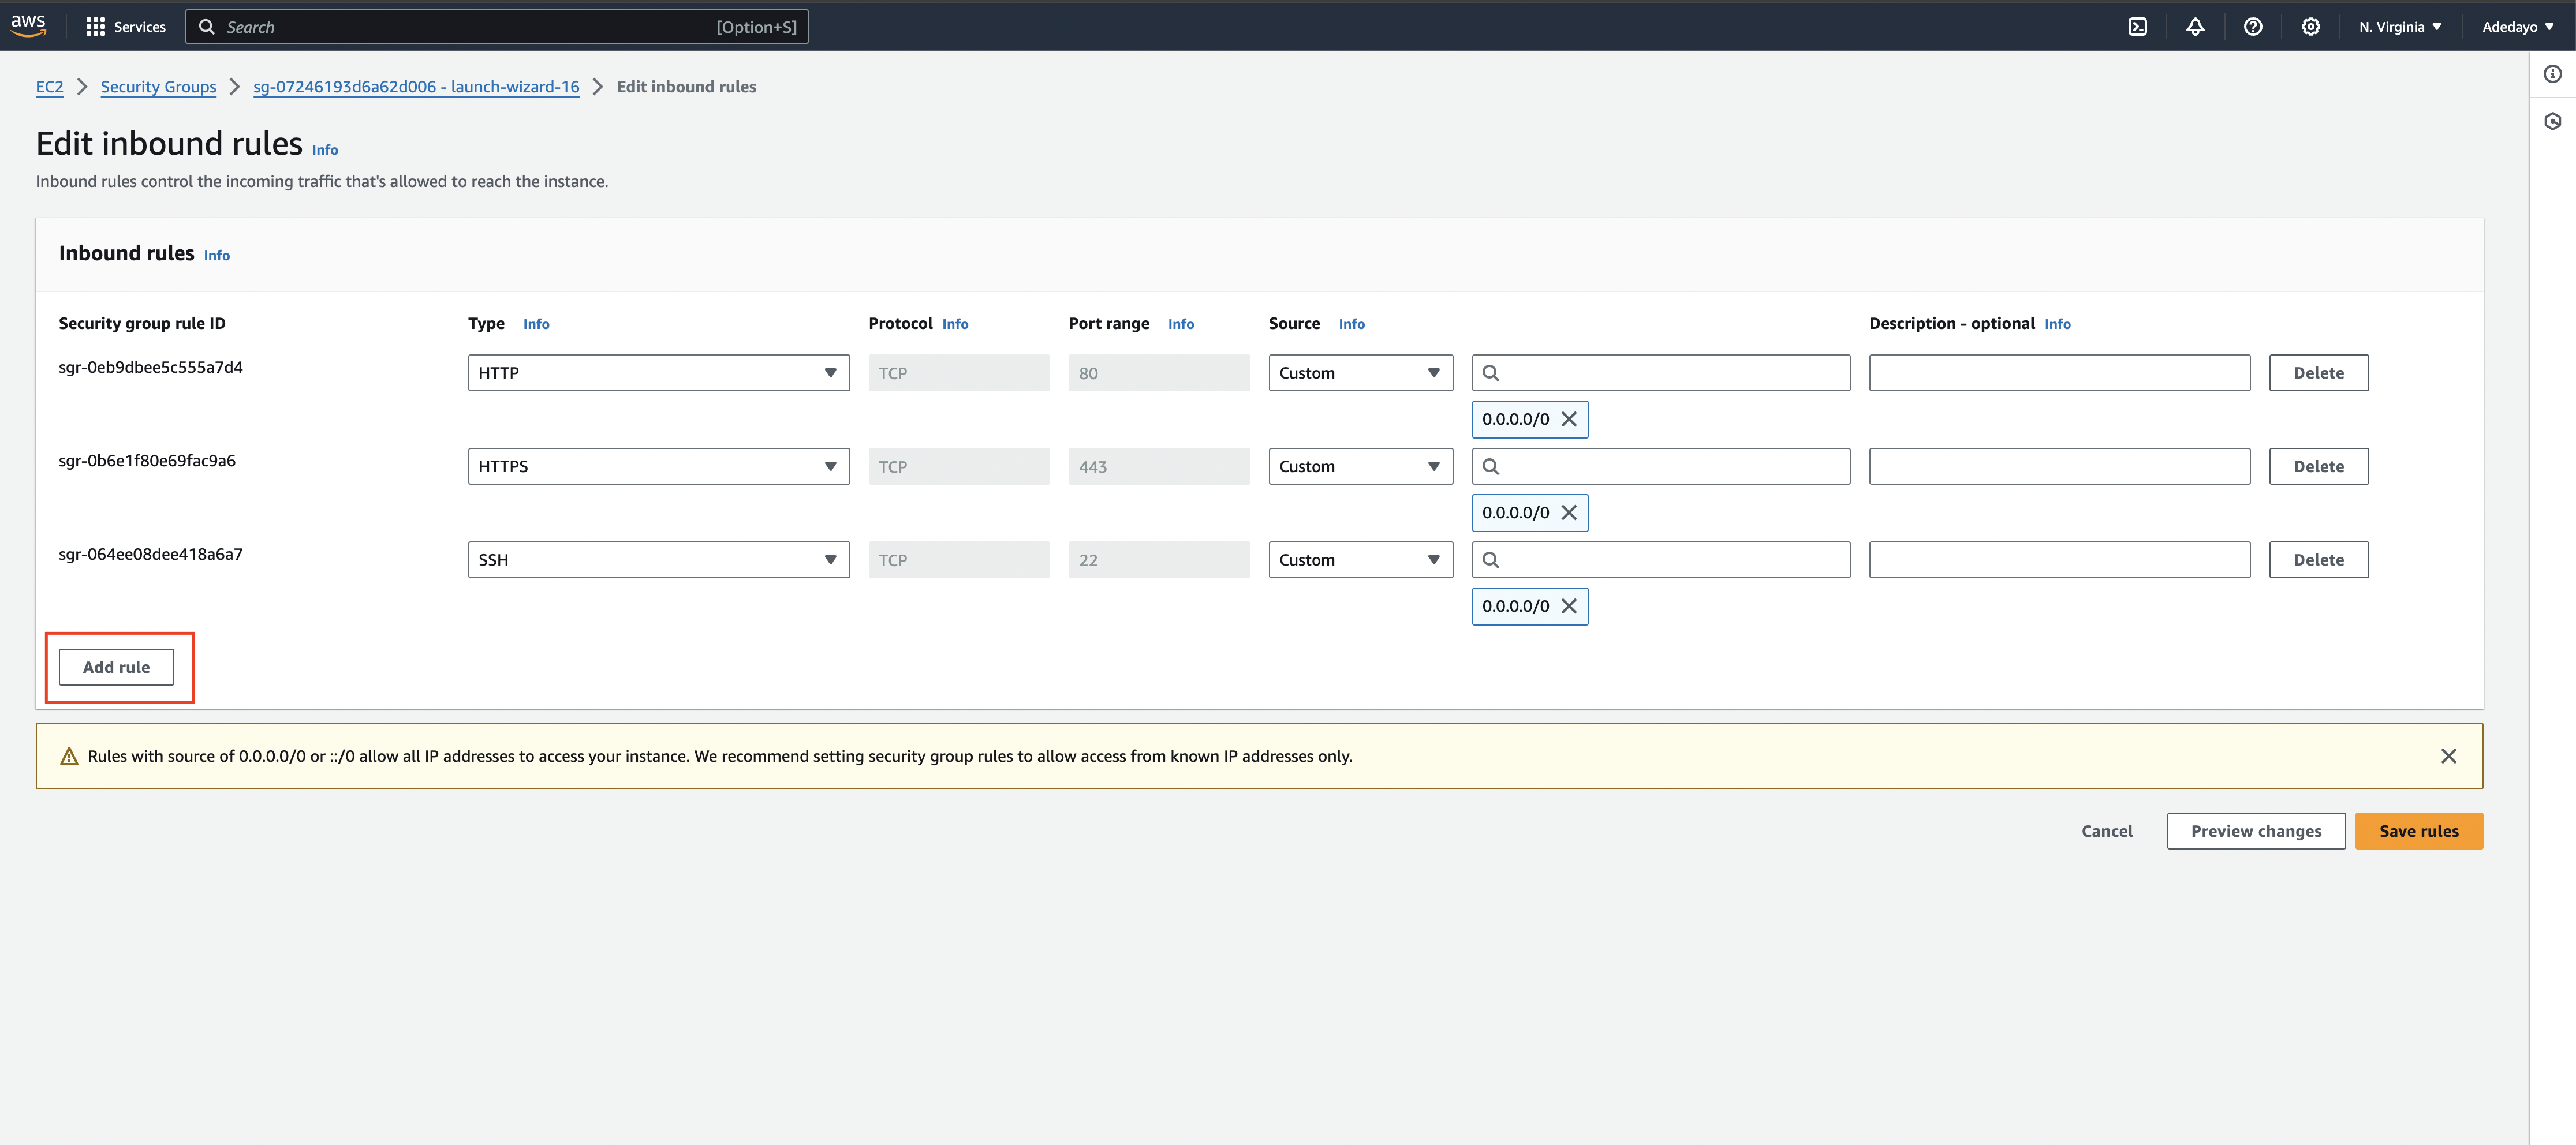 aws Services Search [Option+S] N. Virginia Adedayo
EC2 Security Groups sg-07246193d6a62d006 - launch-wizard-16 Edit inbound rules
Edit inbound rules Info
Inbound rules control the incoming traffic that's allowed to reach the instance.
Inbound rules Info
Security group rule ID Type Info Protocol Info Port range Info Source Info Description - optional Info
sgr-0eb9dbee5c555a7d4 HTTP TCP 80 Custom Delete
0.0.0.0/0
sgr-0b6e1f80e69fac9a6 HTTPS TCP 443 Custom Delete
0.0.0.0/0
sgr-064ee08dee418a6a7 SSH TCP 22 Custom Delete
0.0.0.0/0
Add rule
Rules with source of 0.0.0.0/0 or ::/0 allow all IP addresses to access your instance. We recommend setting security group rules to allow access from known IP addresses only.
Cancel Preview changes Save rules